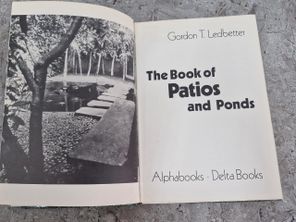 Gordon T. Ledbetter
The Book of
Patios
and Ponds
Alphabooks · Delta Books